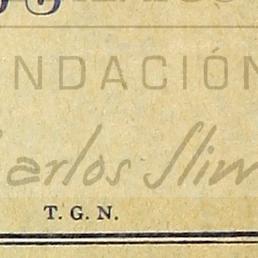 NDACIÓN
arlos Slim
T. G. N.